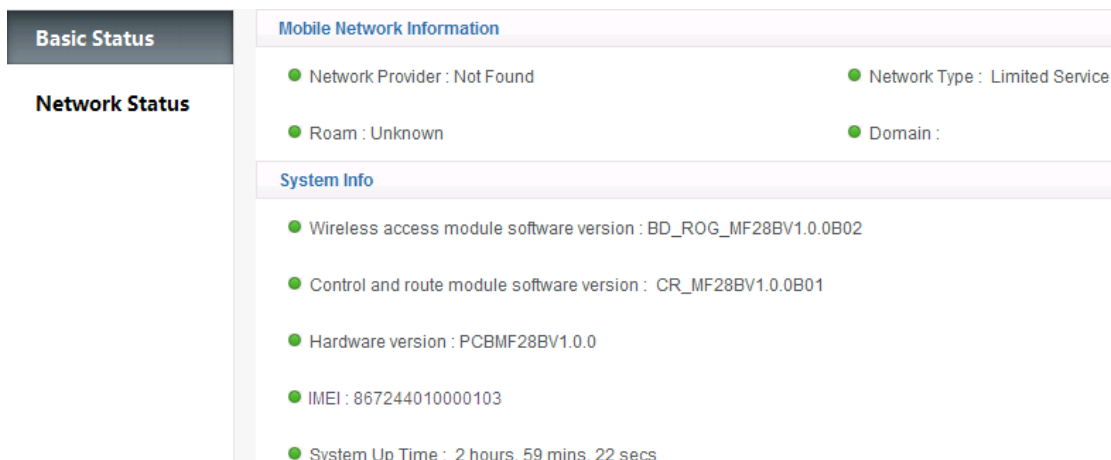 Basic Status
Network Status
Mobile Network Information
Network Provider : Not Found
Network Type : Limited Service
Roam : Unknown
Domain :
System Info
Wireless access module software version : BD_ROG_MF28BV1.0.0B02
Control and route module software version : CR_MF28BV1.0.0B01
Hardware version : PCBMF28BV1.0.0
IMEI : 867244010000103
System Up Time : 2 hours, 59 mins, 22 secs